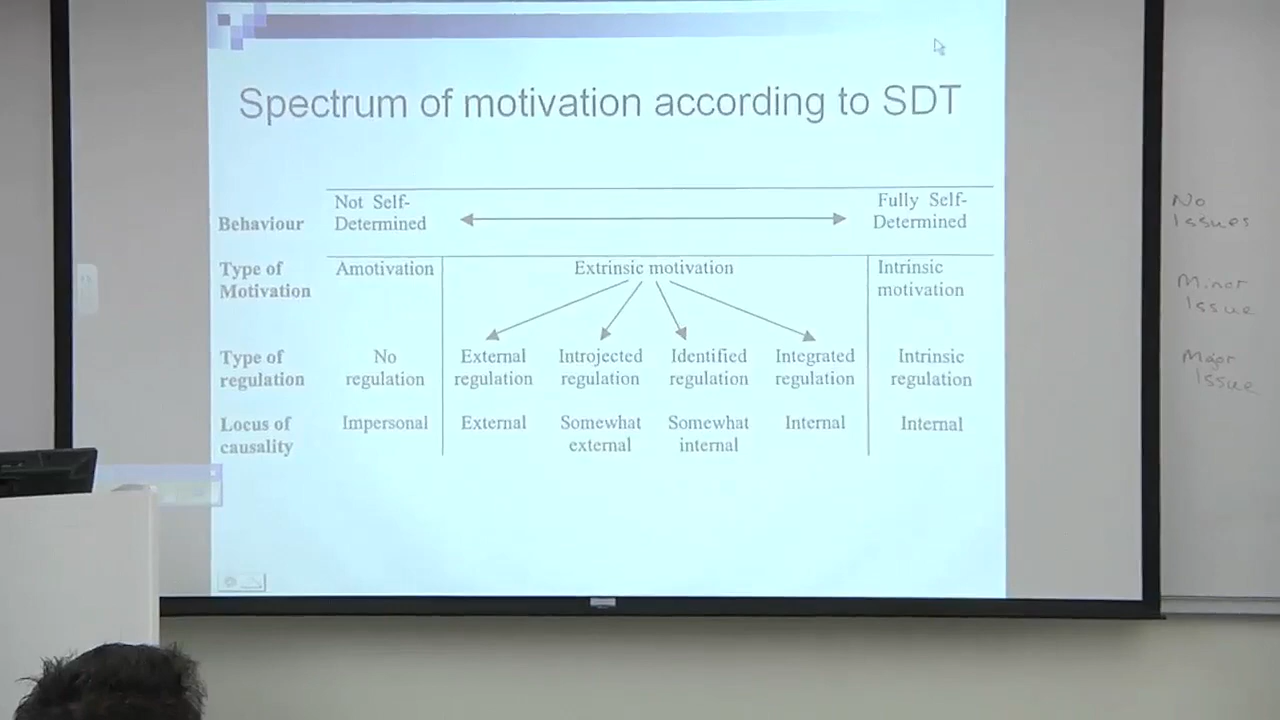 Spectrum of motivation according to SDT
Behaviour
Not Self-
Determined
Fully Self-
Determined
Type of
Motivation
Amotivation
Extrinsic motivation
Intrinsic
motivation
Type of
regulation
No
regulation
External
regulation
Introjected
regulation
Identified
regulation
Integrated
regulation
Intrinsic
regulation
Locus of
causality
Impersonal
External
Somewhat
external
Somewhat
internal
Internal
Internal
No
Issues
Minor
Issue
Major
Issue